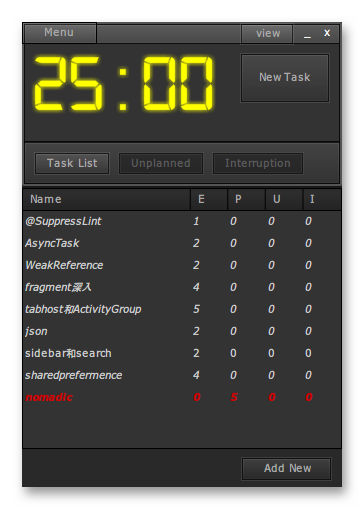 Menu view _ x
25:00 New Task
Task List Unplanned Interruption
Name E P U I
@SuppressLint 1 0 0 0
AsyncTask 2 0 0 0
WeakReference 2 0 0 0
fragment深入 4 0 0 0
tabhost和ActivityGroup 5 0 0 0
json 2 0 0 0
sidebar和search 2 0 0 0
sharedprefermence 4 0 0 0
nomadic 0 5 0 0
Add New